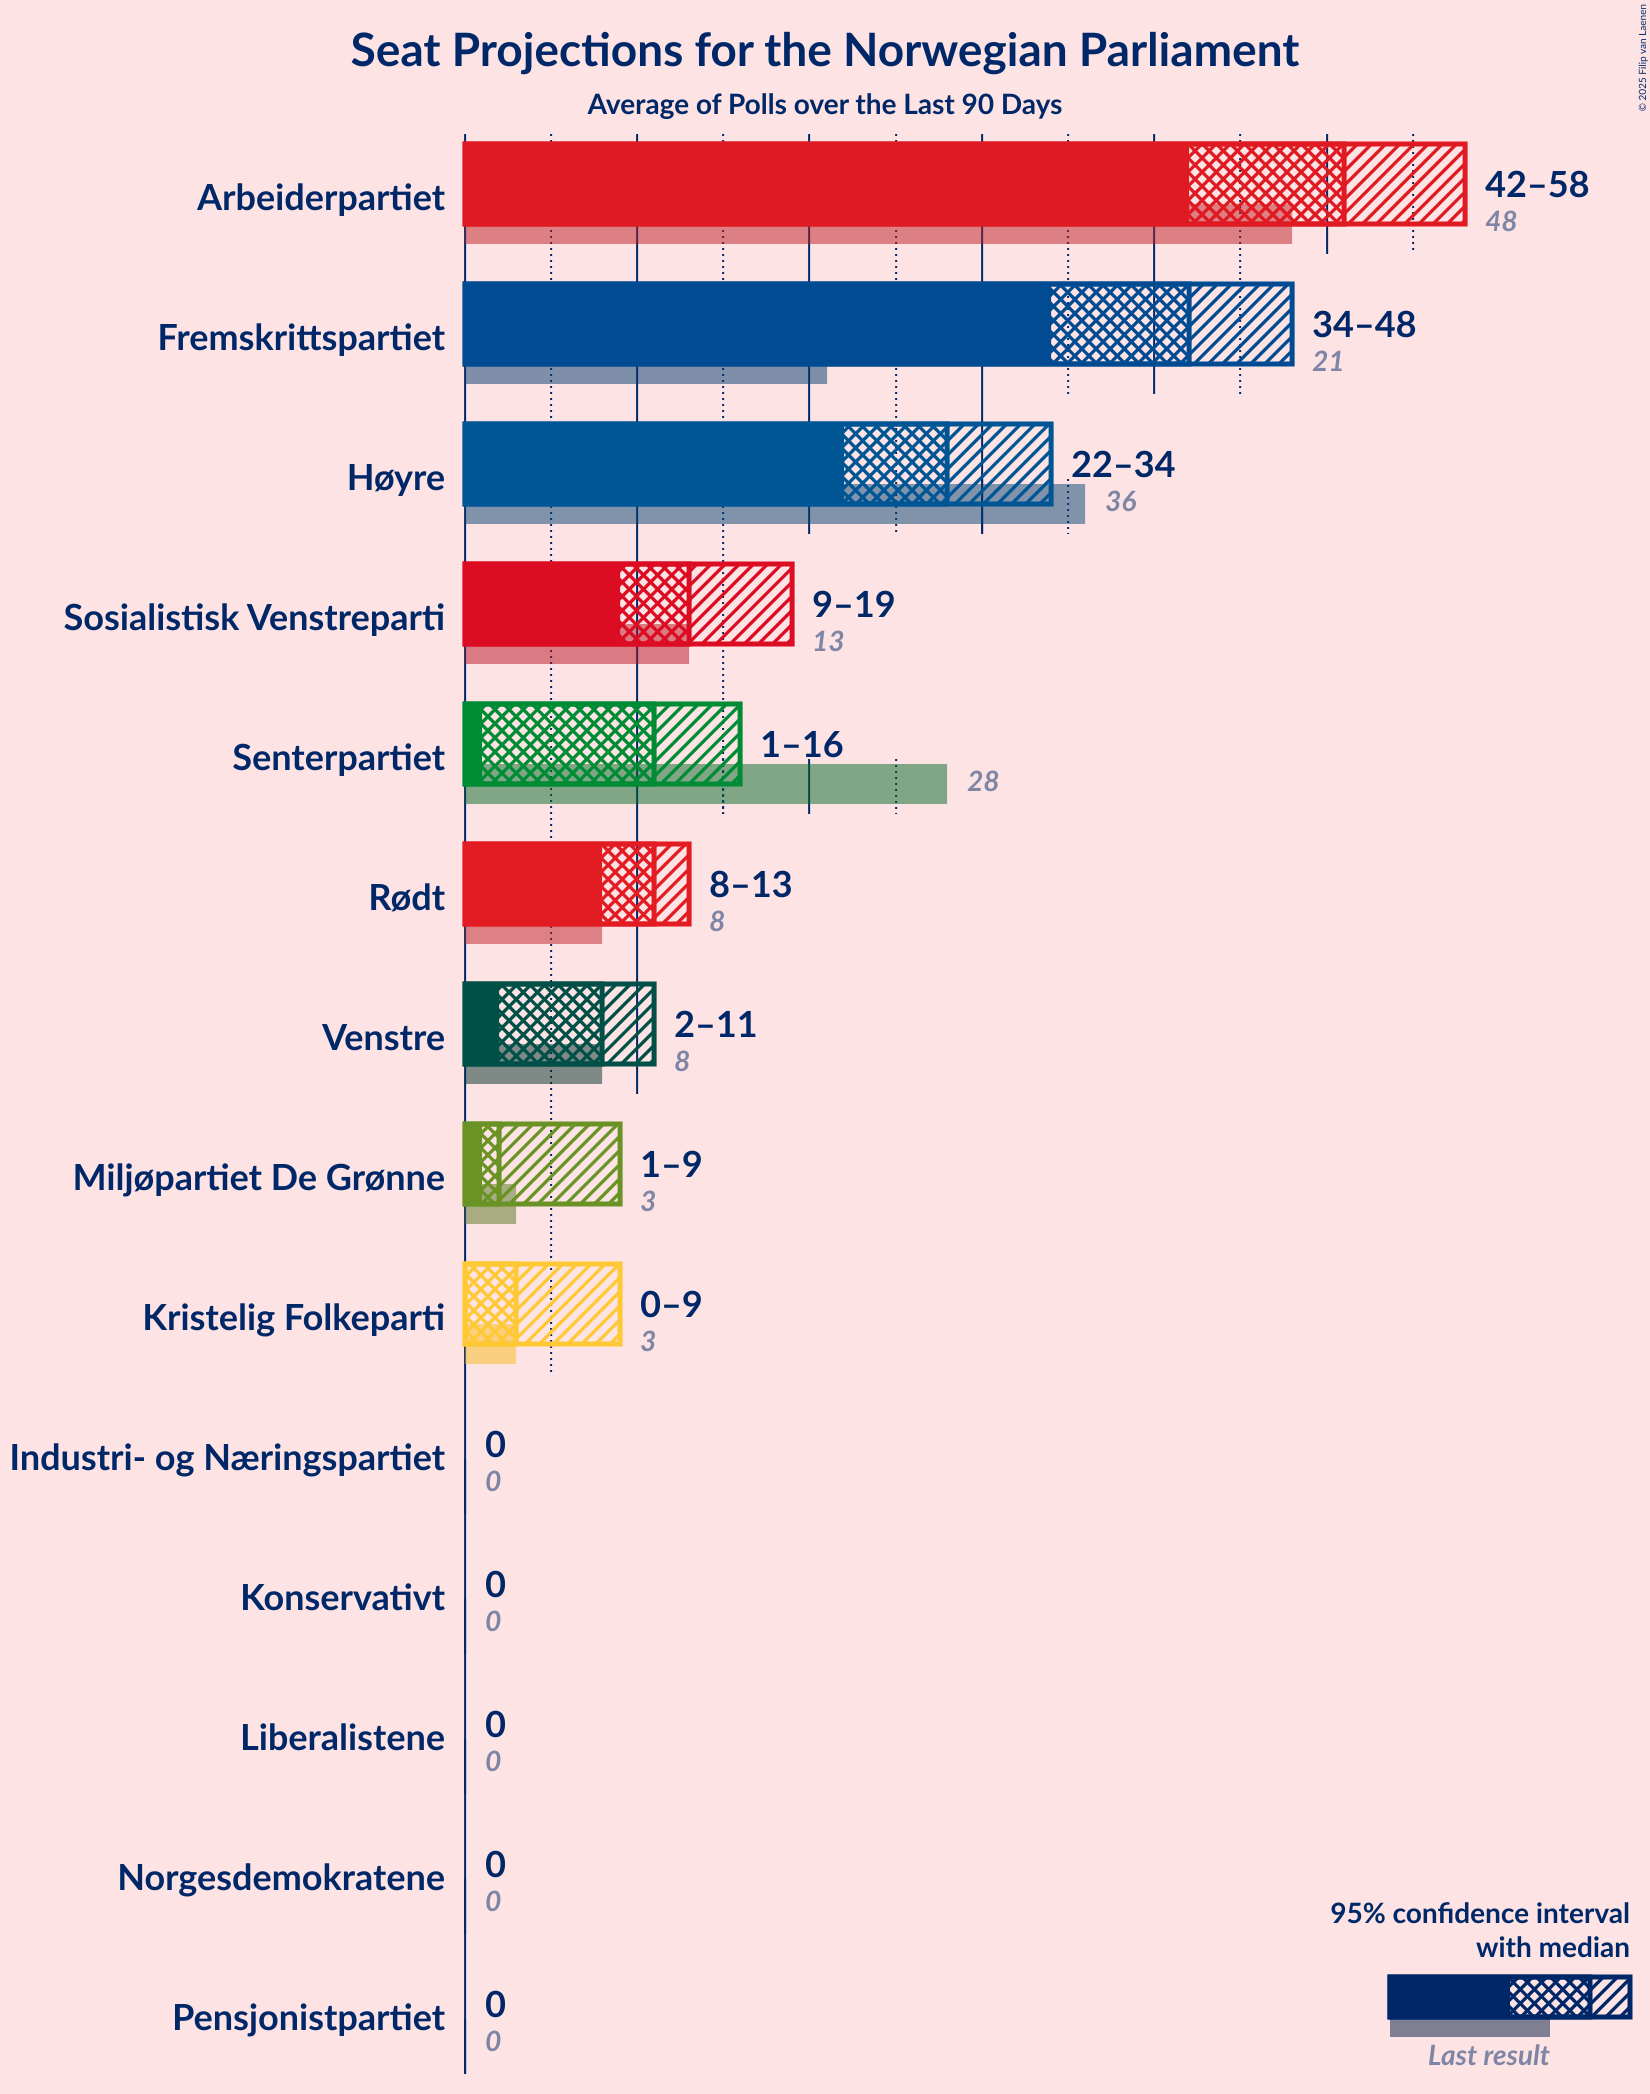 Seat Projections for the Norwegian Parliament
Average of Polls over the Last 90 Days
© 2025 Filip van Laenen
Arbeiderpartiet
42–58
48
Fremskrittspartiet
34–48
21
Høyre
22–34
36
Sosialistisk Venstreparti
9–19
13
Senterpartiet
1–16
28
Rødt
8–13
8
Venstre
2–11
8
Miljøpartiet De Grønne
1–9
3
Kristelig Folkeparti
0–9
3
Industri- og Næringspartiet
0
0
Konservativt
0
0
Liberalistene
0
0
Norgesdemokratene
0
0
Pensjonistpartiet
0
0
95% confidence interval
with median
Last result